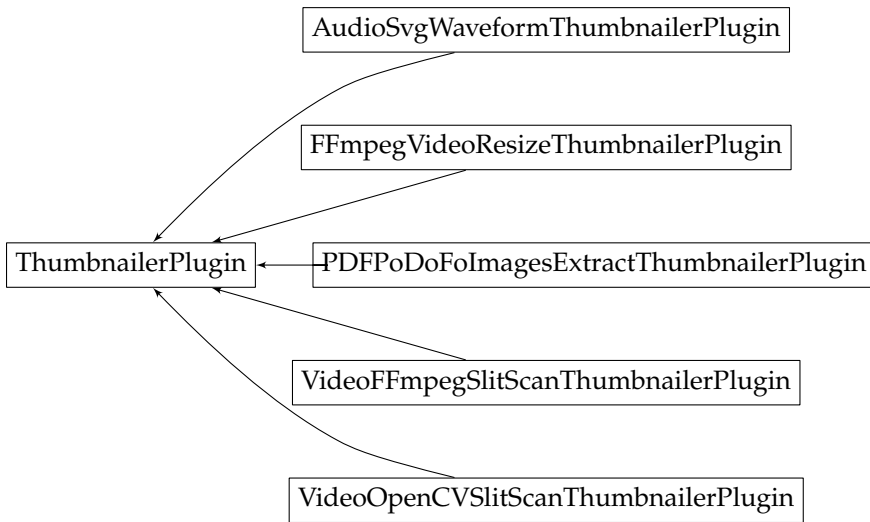 AudioSvgWaveformThumbnailerPlugin
FFmpegVideoResizeThumbnailerPlugin
ThumbnailerPlugin
PDFPoDoFoImagesExtractThumbnailerPlugin
VideoFFmpegSlitScanThumbnailerPlugin
VideoOpenCVSlitScanThumbnailerPlugin